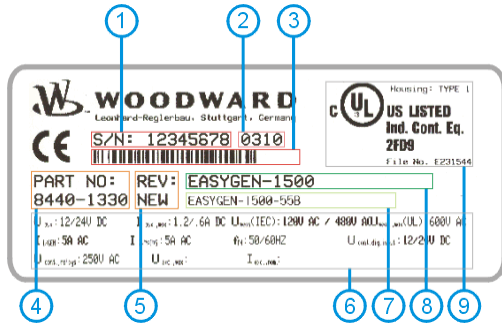 1 2 3
WOODWARD
Leonhard-Reglerbau, Stuttgart, Germany
CE
S/N: 12345678 0310
Housing: TYPE 1
C UL US LISTED
Ind. Cont. Eq.
2FD9
File No. E231544
PART NO: REV: EASYGEN-1500
8440-1330 NEW EASYGEN-1500-55B
:12/24V DC :1.2/.6A DC (IEC):120V AC / 480V AC (UL):600V AC
:5A AC :5A AC :50/60HZ :12/24V DC
:250V AC
4 5 6 7 8 9